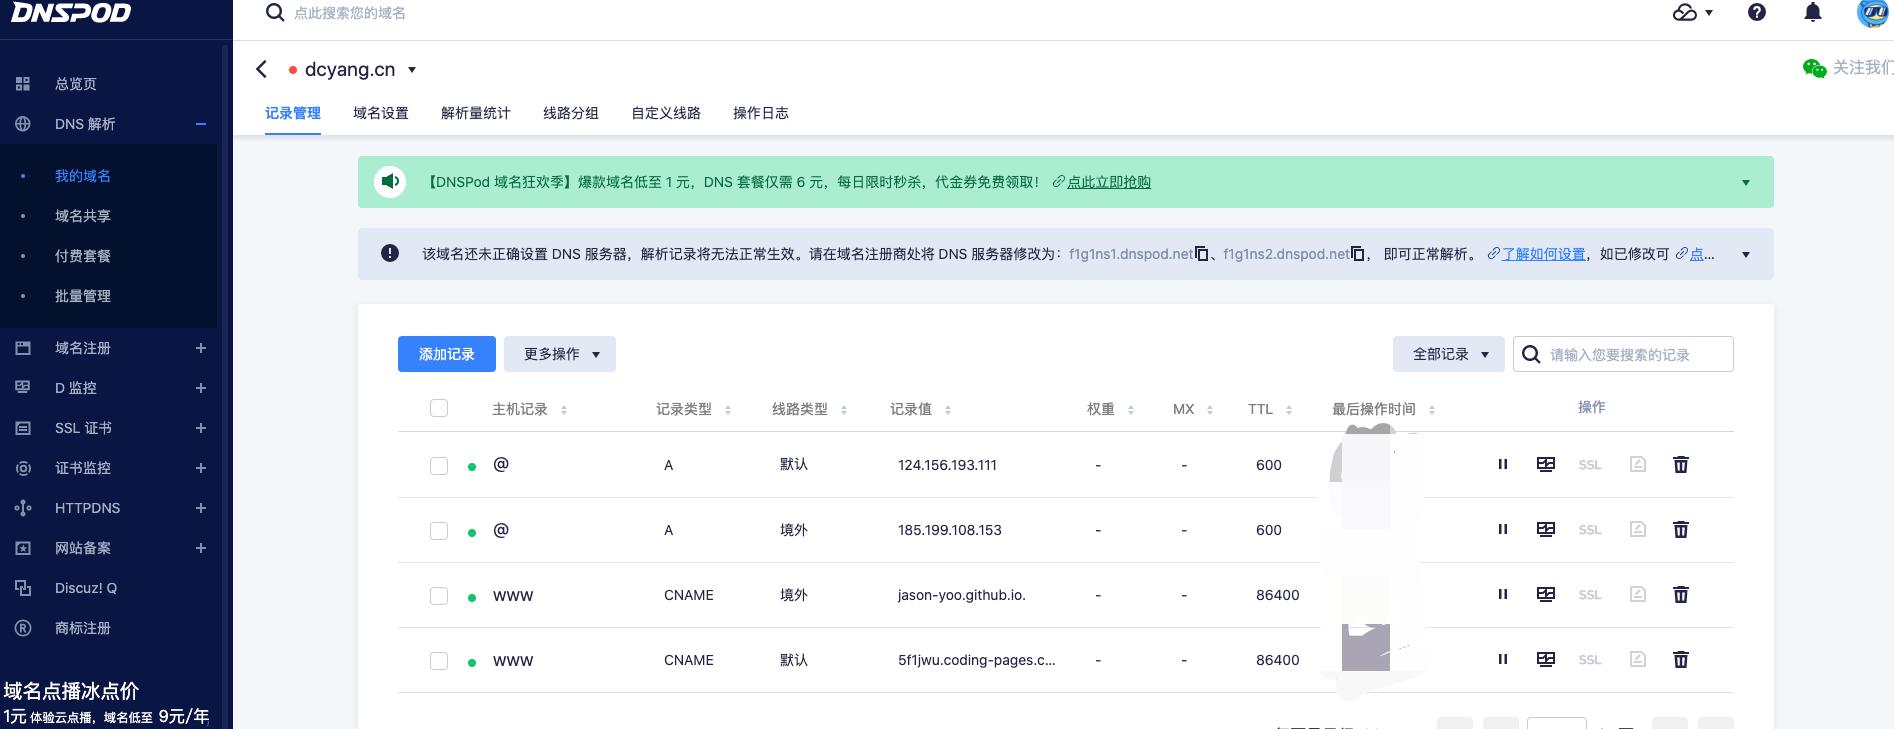 DNSPOD
点此搜索您的域名
总览页
DNS 解析
我的域名
域名共享
付费套餐
批量管理
域名注册
D 监控
SSL 证书
证书监控
HTTPDNS
网站备案
Discuz! Q
商标注册
域名点播冰点价
1元 体验云点播，域名低至 9元/年
dcyang.cn
关注我们
记录管理 域名设置 解析量统计 线路分组 自定义线路 操作日志
【DNSPod 域名狂欢季】爆款域名低至 1 元，DNS 套餐仅需 6 元，每日限时秒杀，代金券免费领取！ 点此立即抢购
该域名还未正确设置 DNS 服务器，解析记录将无法正常生效。请在域名注册商处将 DNS 服务器修改为：f1g1ns1.dnspod.net、f1g1ns2.dnspod.net， 即可正常解析。 了解如何设置，如已修改可 点...
添加记录 更多操作 全部记录 请输入您要搜索的记录
主机记录 记录类型 线路类型 记录值 权重 MX TTL 最后操作时间 操作
@ A 默认 124.156.193.111 - - 600 SSL
@ A 境外 185.199.108.153 - - 600 SSL
www CNAME 境外 jason-yoo.github.io. - - 86400 SSL
www CNAME 默认 5f1jwu.coding-pages.c... - - 86400 SSL